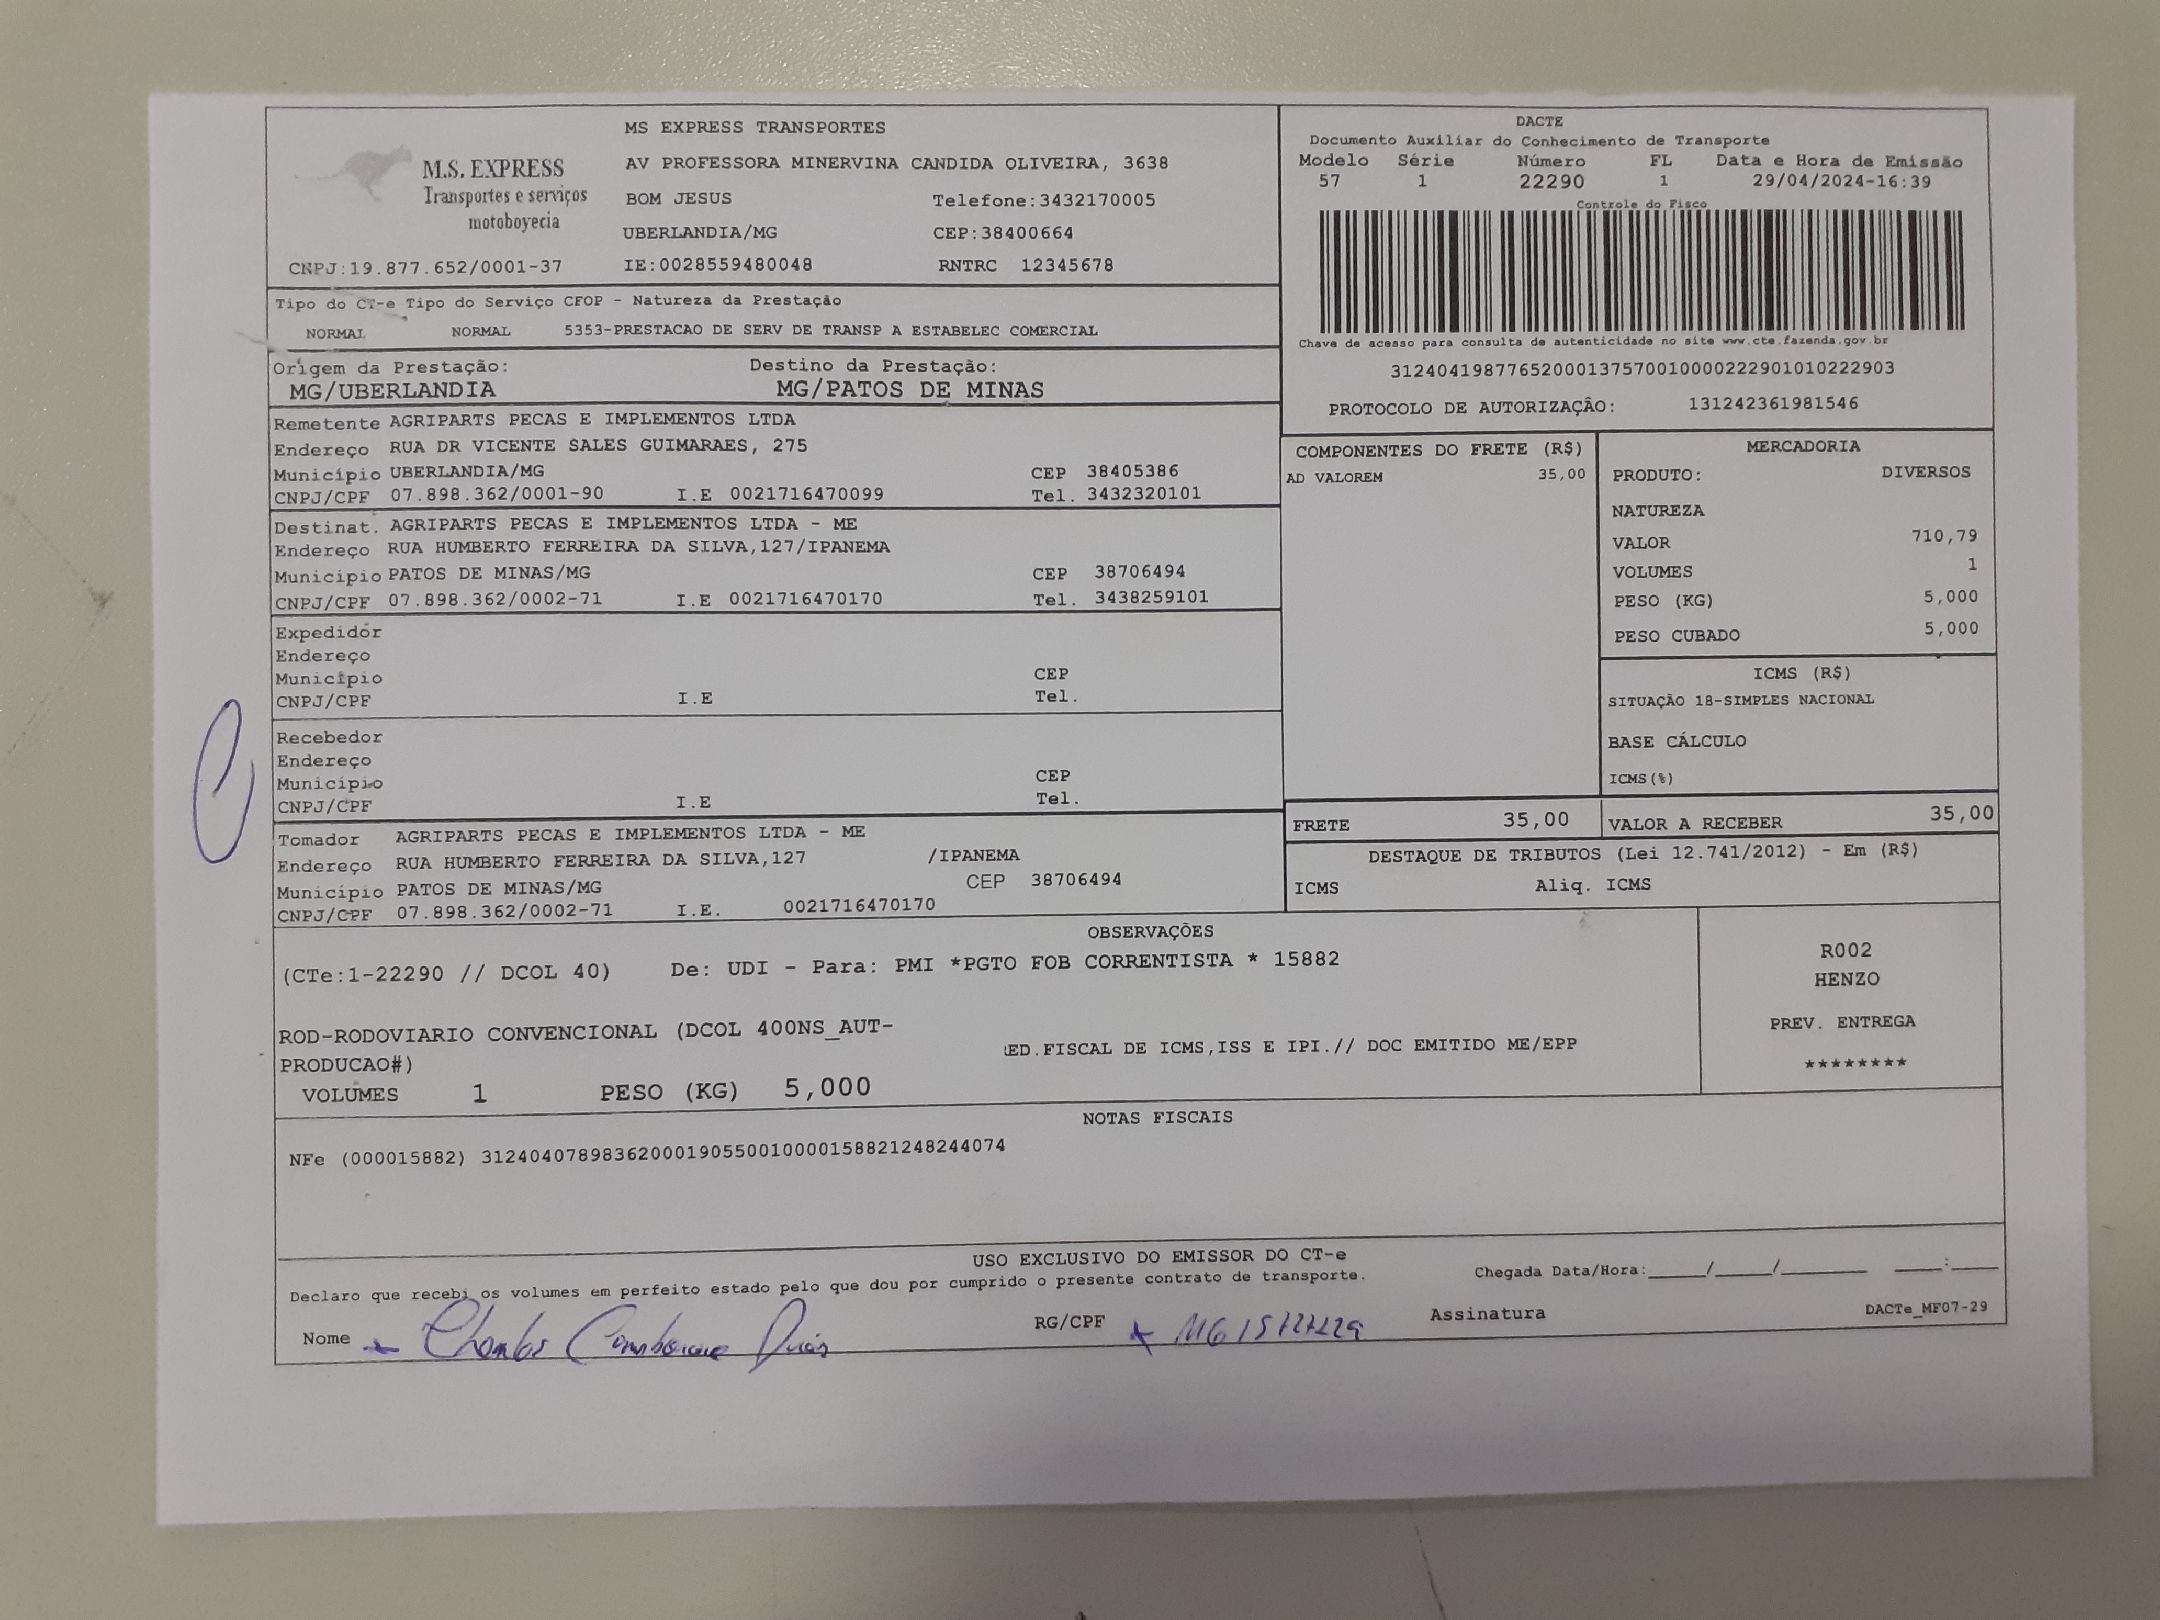 M.S. EXPRESS
Transportes e serviços
motoboyecia
CNPJ:19.877.652/0001-37
MS EXPRESS TRANSPORTES
AV PROFESSORA MINERVINA CANDIDA OLIVEIRA, 3638
BOM JESUS Telefone:3432170005
UBERLANDIA/MG CEP:38400664
IE:0028559480048 RNTRC 12345678
DACTE
Documento Auxiliar do Conhecimento de Transporte
Modelo Série Número FL Data e Hora de Emissão
57 1 22290 1 29/04/2024-16:39
Controle do Fisco
Chave de acesso para consulta de autenticidade no site www.cte.fazenda.gov.br
31240419877652000137570010000222901010222903
PROTOCOLO DE AUTORIZAÇÃO: 131242361981546
Tipo do CT-e Tipo do Serviço CFOP - Natureza da Prestação
NORMAL NORMAL 5353-PRESTACAO DE SERV DE TRANSP A ESTABELEC COMERCIAL
Origem da Prestação: Destino da Prestação:
MG/UBERLANDIA MG/PATOS DE MINAS
Remetente AGRIPARTS PECAS E IMPLEMENTOS LTDA
Endereço RUA DR VICENTE SALES GUIMARAES, 275
Município UBERLANDIA/MG CEP 38405386
CNPJ/CPF 07.898.362/0001-90 I.E 0021716470099 Tel. 3432320101
Destinat. AGRIPARTS PECAS E IMPLEMENTOS LTDA - ME
Endereço RUA HUMBERTO FERREIRA DA SILVA,127/IPANEMA
Município PATOS DE MINAS/MG CEP 38706494
CNPJ/CPF 07.898.362/0002-71 I.E 0021716470170 Tel. 3438259101
Expedidor
Endereço
Município CEP
CNPJ/CPF I.E Tel.
Recebedor
Endereço
Município CEP
CNPJ/CPF I.E Tel.
Tomador AGRIPARTS PECAS E IMPLEMENTOS LTDA - ME
Endereço RUA HUMBERTO FERREIRA DA SILVA,127 /IPANEMA
Município PATOS DE MINAS/MG CEP 38706494
CNPJ/CPF 07.898.362/0002-71 I.E. 0021716470170
COMPONENTES DO FRETE (R$)
AD VALOREM 35,00
MERCADORIA
PRODUTO: DIVERSOS
NATUREZA
VALOR 710,79
VOLUMES 1
PESO (KG) 5,000
PESO CUBADO 5,000
ICMS (R$)
SITUAÇÃO 18-SIMPLES NACIONAL
BASE CÁLCULO
ICMS(%)
FRETE 35,00 VALOR A RECEBER 35,00
DESTAQUE DE TRIBUTOS (Lei 12.741/2012) - Em (R$)
ICMS Aliq. ICMS
OBSERVAÇÕES
(CTe:1-22290 // DCOL 40) De: UDI - Para: PMI *PGTO FOB CORRENTISTA * 15882
ROD-RODOVIARIO CONVENCIONAL (DCOL 400NS_AUT-
PRODUCAO#) ED.FISCAL DE ICMS,ISS E IPI.// DOC EMITIDO ME/EPP
VOLUMES 1 PESO (KG) 5,000
R002
HENZO
PREV. ENTREGA
********
NOTAS FISCAIS
NFe (000015882) 31240407898362000190550010000158821248244074
USO EXCLUSIVO DO EMISSOR DO CT-e
Declaro que recebi os volumes em perfeito estado pelo que dou por cumprido o presente contrato de transporte. Chegada Data/Hora:_____/_____/_______ ____:____
Nome RG/CPF Assinatura DACTe_MF07-29